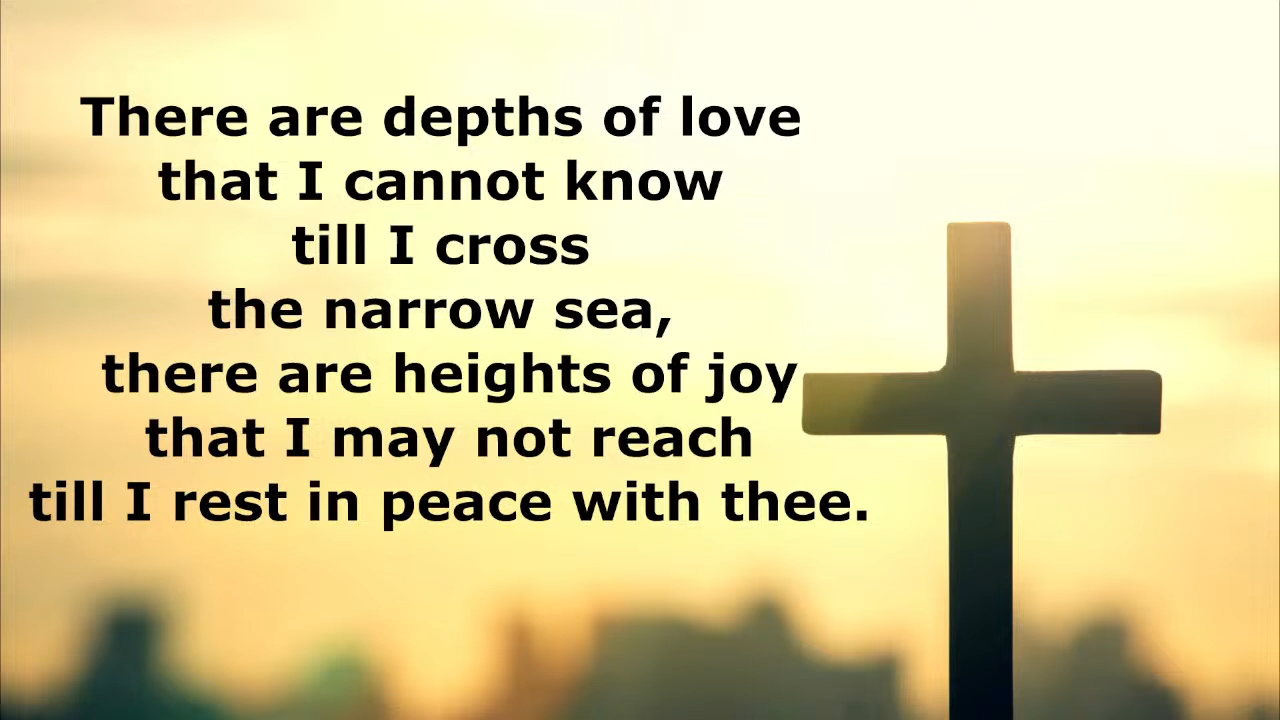 There are depths of love
that I cannot know
till I cross
the narrow sea,
there are heights of joy
that I may not reach
till I rest in peace with thee.